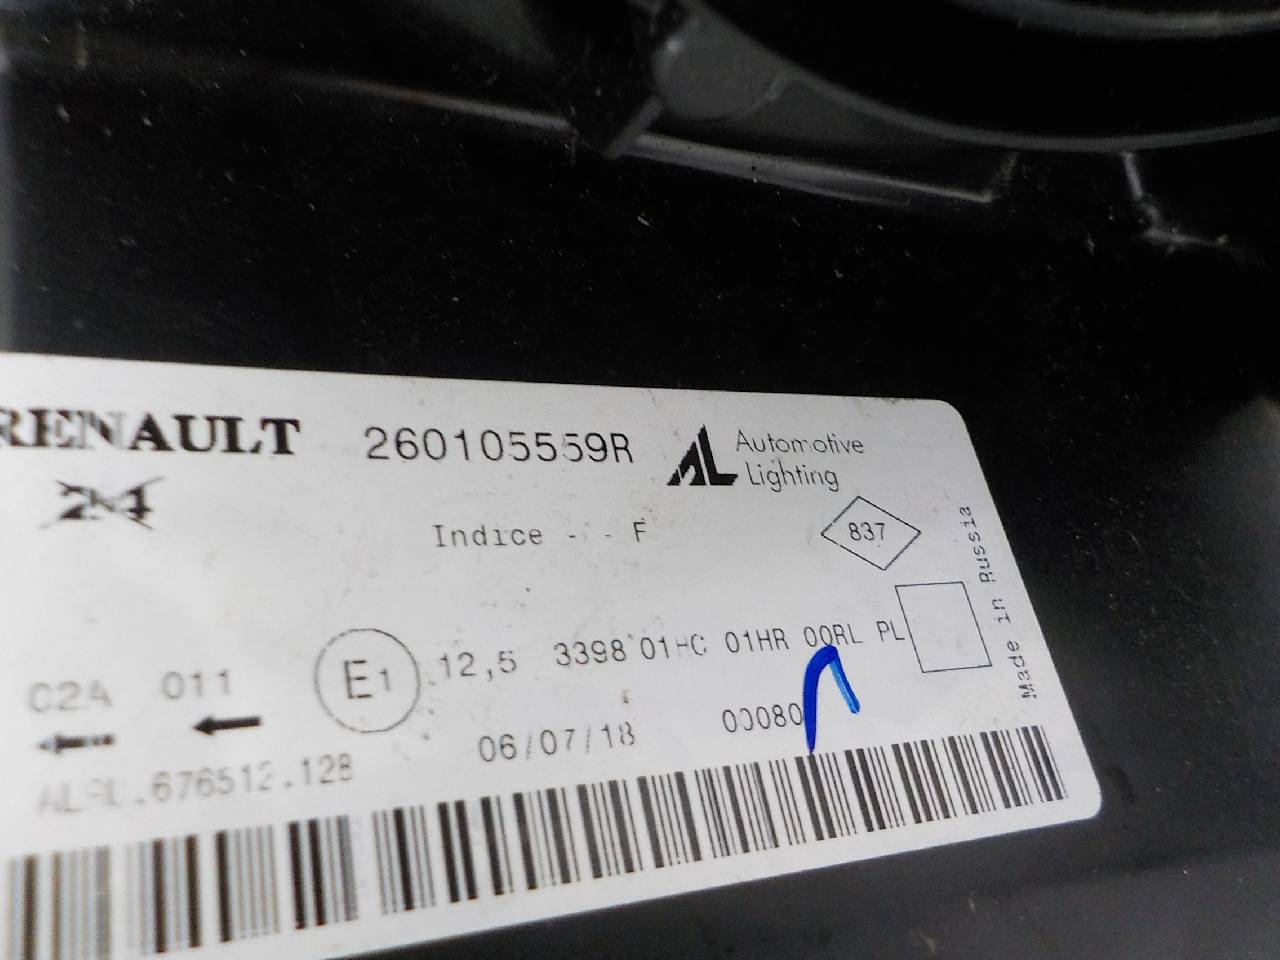 RENAULT 260105559R AL Automotive Lighting
24
Indice - - F
837
Made in Russia
E1 12,5 3398 01HC 01HR 00RL PL
C2A 011
06/07/18 00080
.676512.128